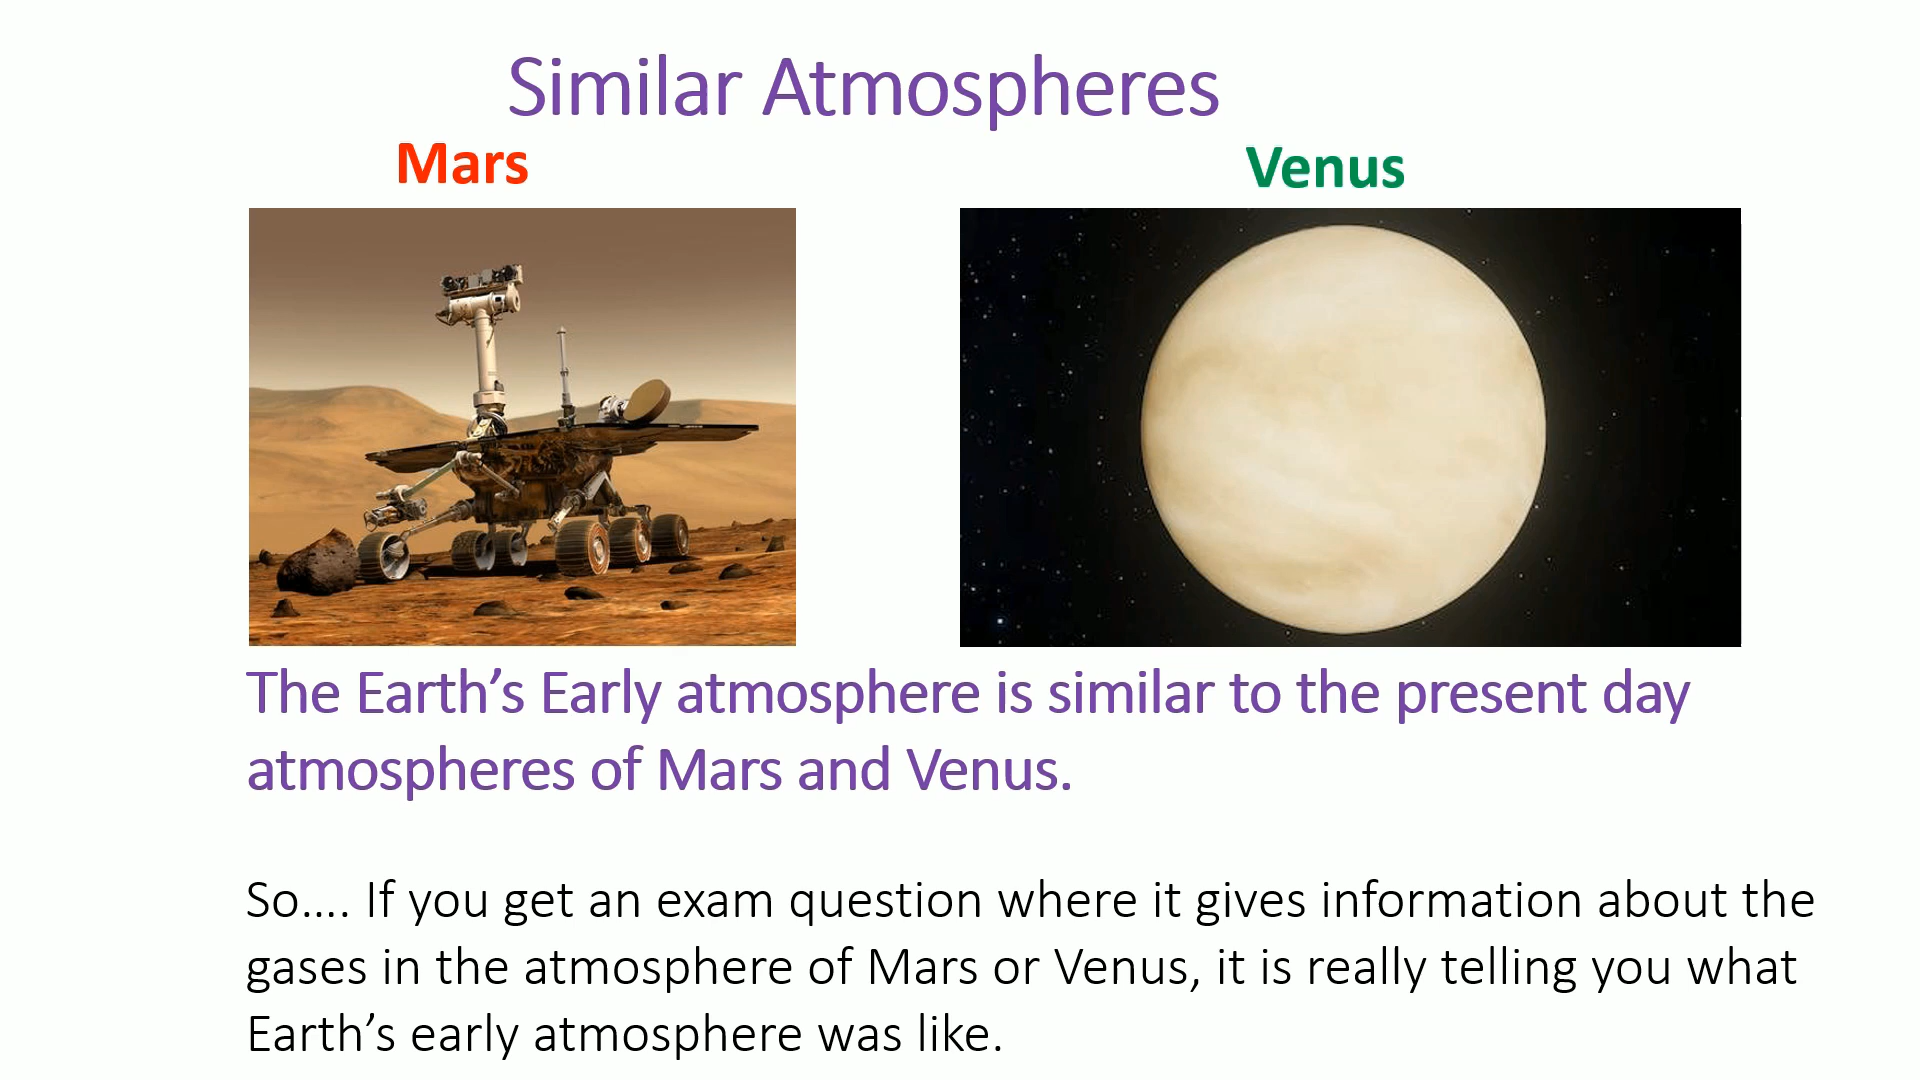 Similar Atmospheres
Mars
Venus
The Earth’s Early atmosphere is similar to the present day
atmospheres of Mars and Venus.
So…. If you get an exam question where it gives information about the
gases in the atmosphere of Mars or Venus, it is really telling you what
Earth’s early atmosphere was like.